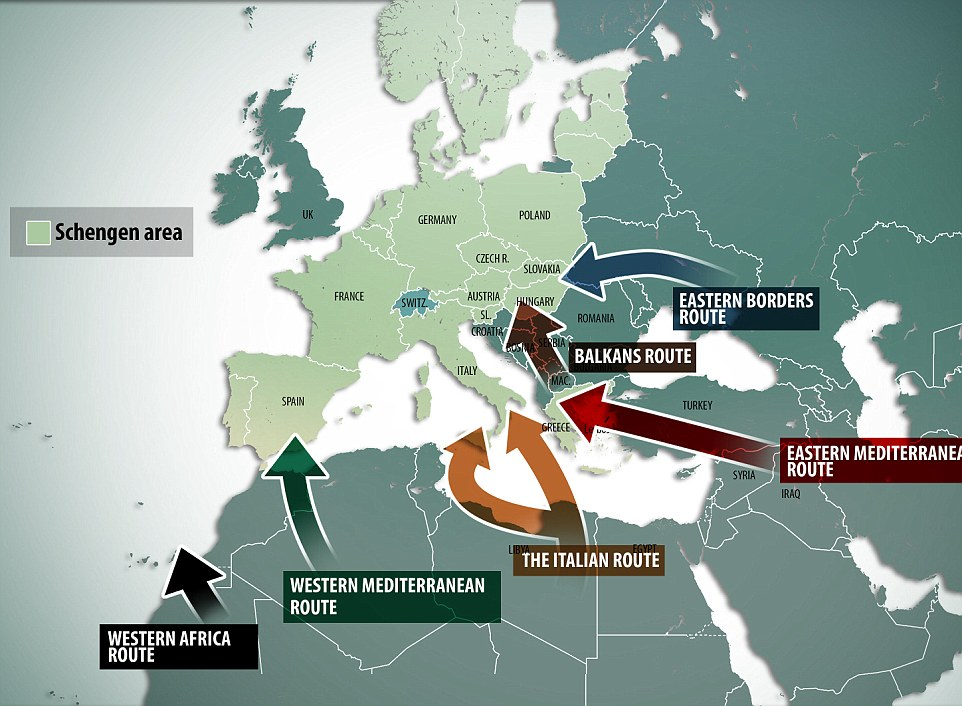 UK
GERMANY
POLAND
Schengen area
CZECH R.
SLOVAKIA
FRANCE
SWITZ.
AUSTRIA
HUNGARY
EASTERN BORDERS
ROUTE
SL.
CROATIA
ROMANIA
BOSNIA
SERBIA
BALKANS ROUTE
ITALY
MAC.
SPAIN
TURKEY
GREECE
EASTERN MEDITERRANEA
ROUTE
SYRIA
IRAQ
LIBYA
EGYPT
THE ITALIAN ROUTE
WESTERN MEDITERRANEAN
ROUTE
WESTERN AFRICA
ROUTE